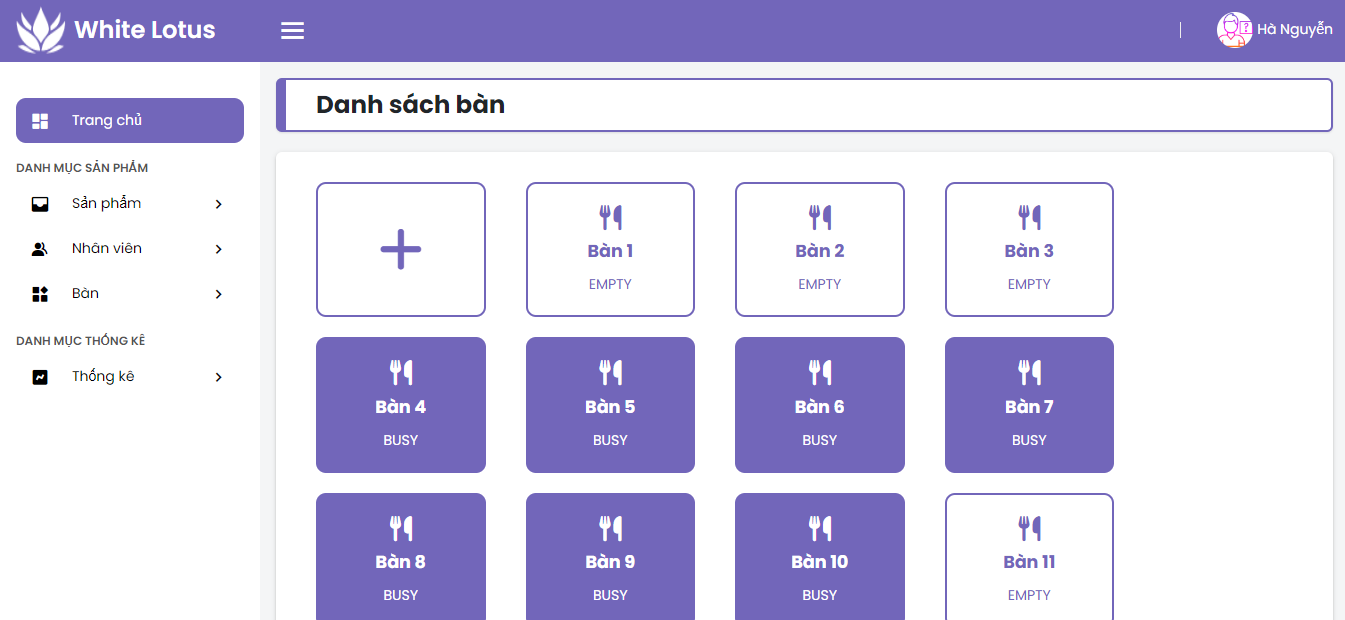 White Lotus
Hà Nguyễn
Trang chủ
DANH MỤC SẢN PHẨM
Sản phẩm
Nhân viên
Bàn
DANH MỤC THỐNG KÊ
Thống kê
Danh sách bàn
Bàn 1
EMPTY
Bàn 2
EMPTY
Bàn 3
EMPTY
Bàn 4
BUSY
Bàn 5
BUSY
Bàn 6
BUSY
Bàn 7
BUSY
Bàn 8
BUSY
Bàn 9
BUSY
Bàn 10
BUSY
Bàn 11
EMPTY